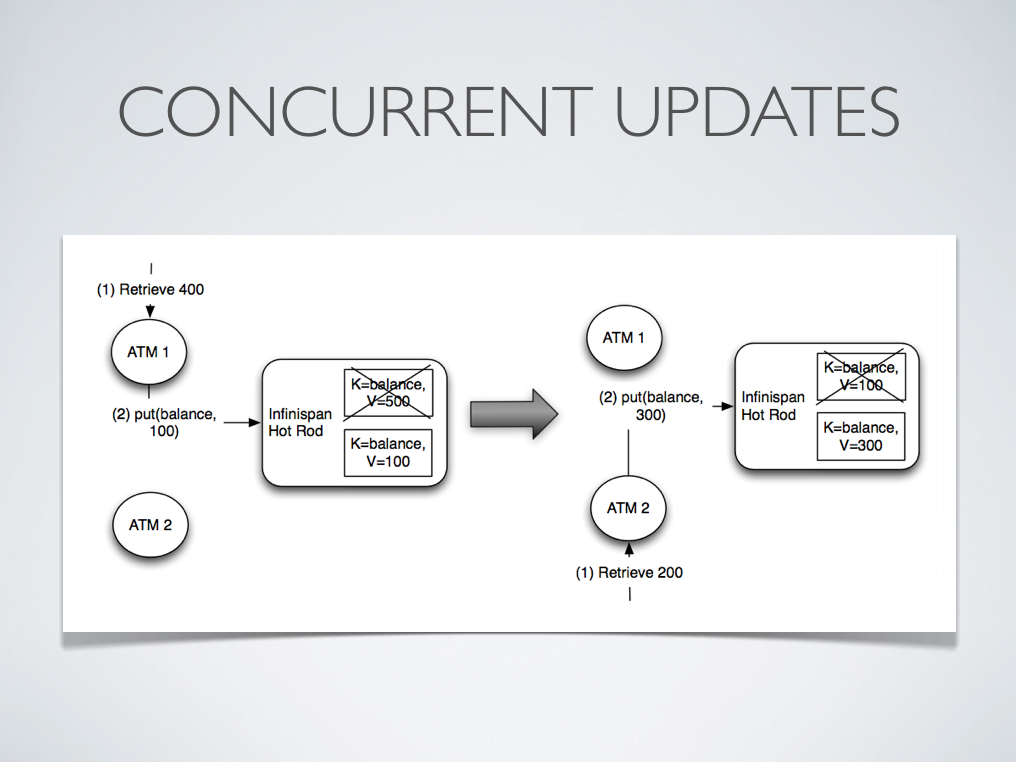 CONCURRENT UPDATES
(1) Retrieve 400
ATM 1
(2) put(balance,
100)
Infinispan
Hot Rod
K=balance,
V=500
K=balance,
V=100
ATM 2
ATM 1
(2) put(balance,
300)
Infinispan
Hot Rod
K=balance,
V=100
K=balance,
V=300
ATM 2
(1) Retrieve 200